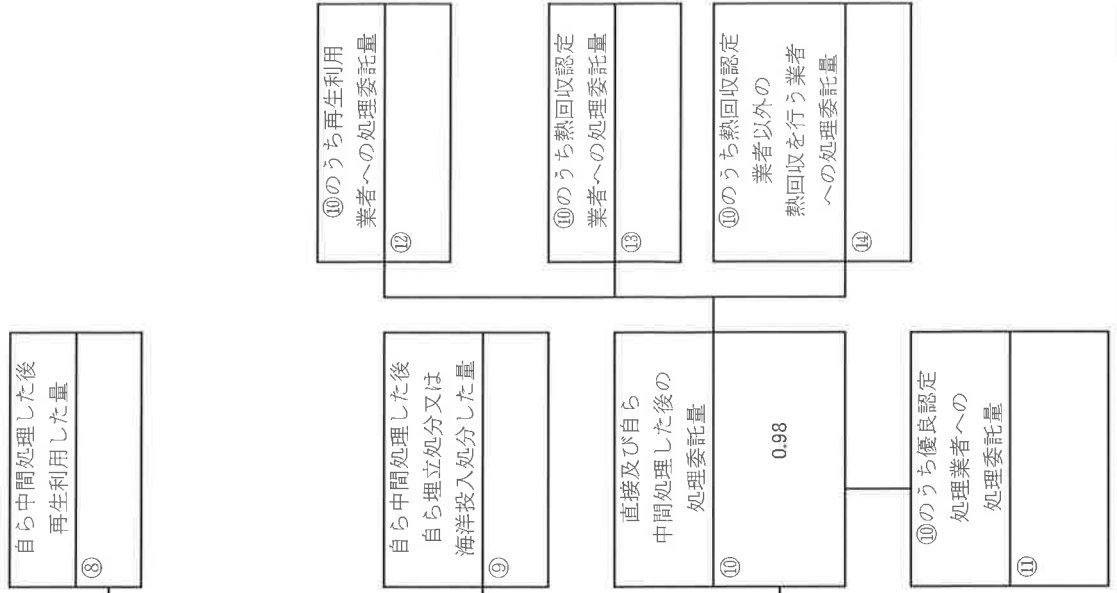 自ら中間処理した後
再生利用した量
⑧
自ら中間処理した後
自ら埋立処分又は
海洋投入処分した量
⑨
直接及び自ら
中間処理した後の
処理委託量
⑩
0.98
⑩のうち優良認定
処理業者への
処理委託量
⑪
⑩のうち再生利用
業者への処理委託量
⑫
⑩のうち熱回収認定
業者への処理委託量
⑬
⑩のうち熱回収認定
業者以外の
熱回収を行う業者
への処理委託量
⑭